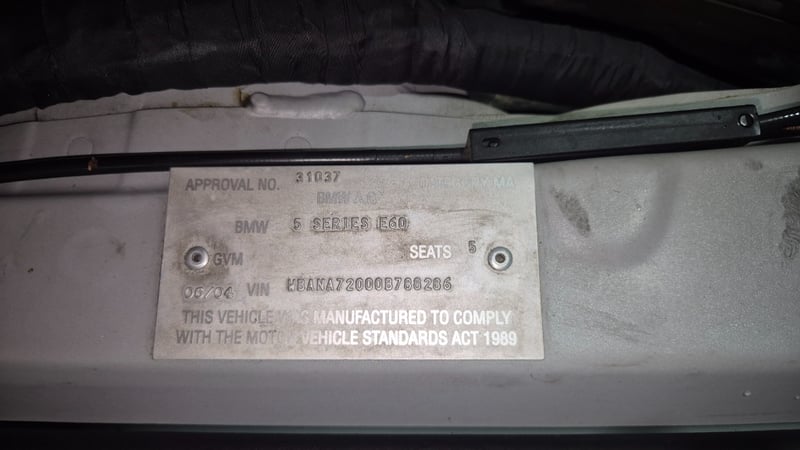 APPROVAL NO. 31037
BMW A.G.
BMW 5 SERIES E60
GVM SEATS 5
06/04 VIN WBANA72000B788286
THIS VEHICLE WAS MANUFACTURED TO COMPLY
WITH THE MOTOR VEHICLE STANDARDS ACT 1989